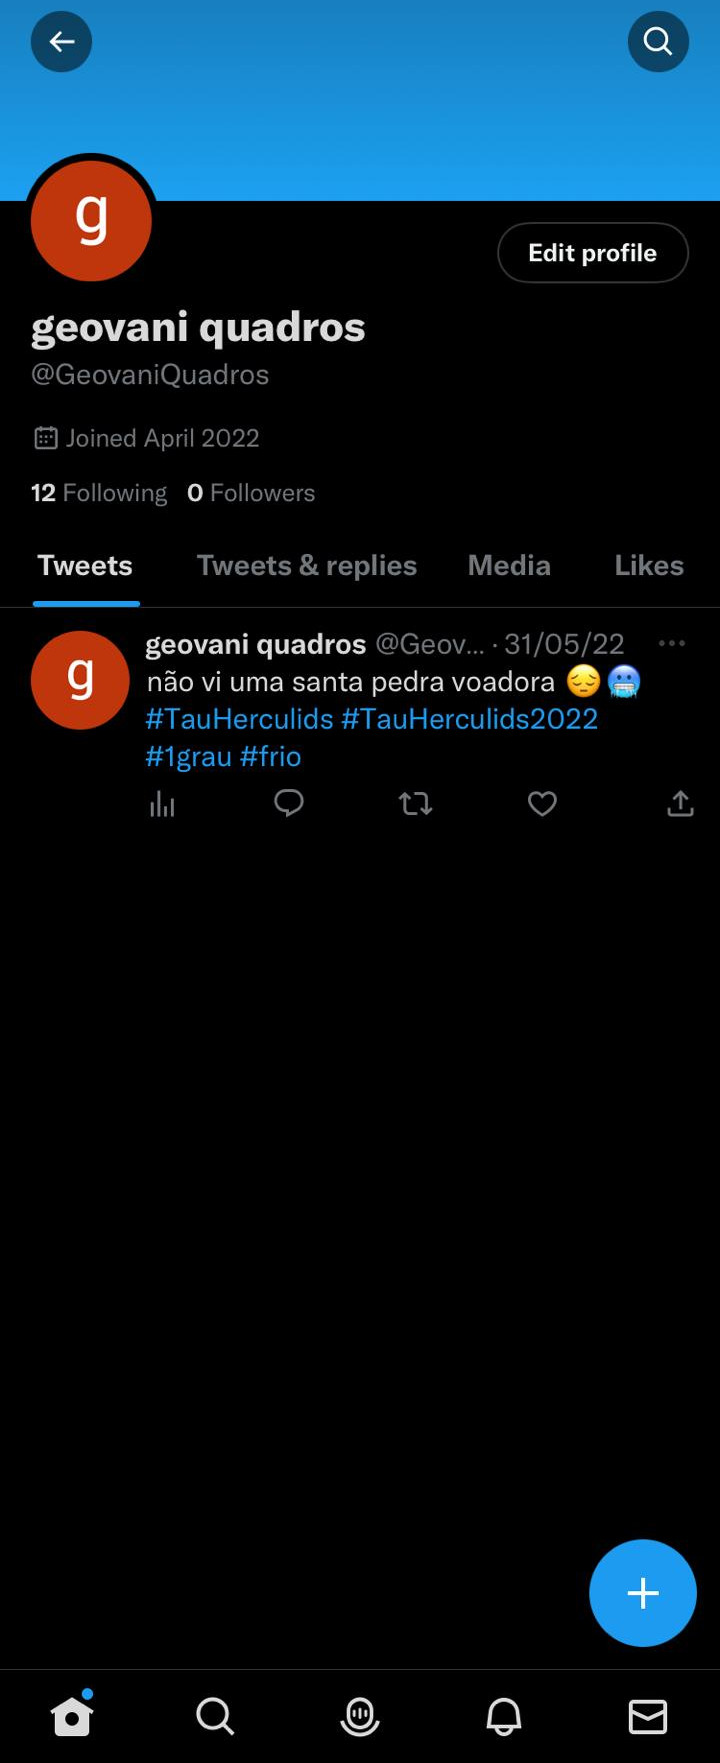 g
Edit profile
geovani quadros
@GeovaniQuadros
Joined April 2022
12 Following 0 Followers
Tweets Tweets & replies Media Likes
g
geovani quadros @Geov... · 31/05/22
não vi uma santa pedra voadora 😔🥶
#TauHerculids #TauHerculids2022
#1grau #frio